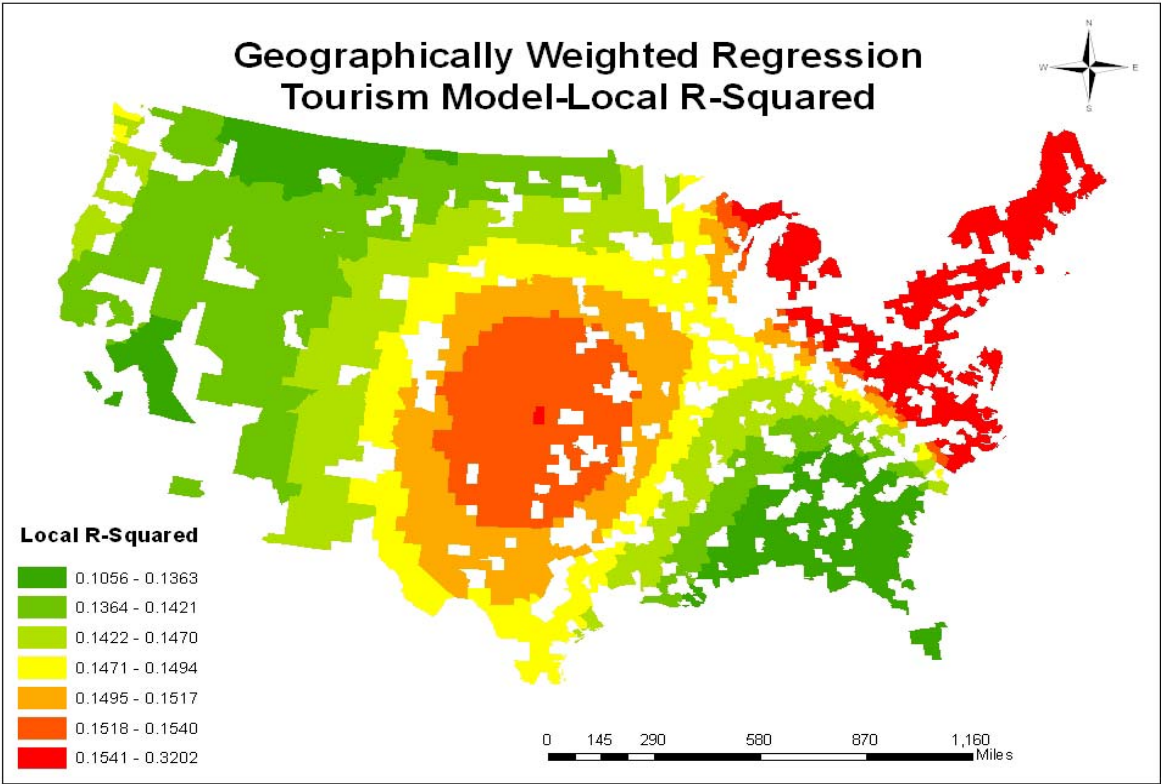 Geographically Weighted Regression
Tourism Model-Local R-Squared
N
W E
S
Local R-Squared
0.1056 - 0.1363
0.1364 - 0.1421
0.1422 - 0.1470
0.1471 - 0.1494
0.1495 - 0.1517
0.1518 - 0.1540
0.1541 - 0.3202
0 145 290 580 870 1,160
Miles